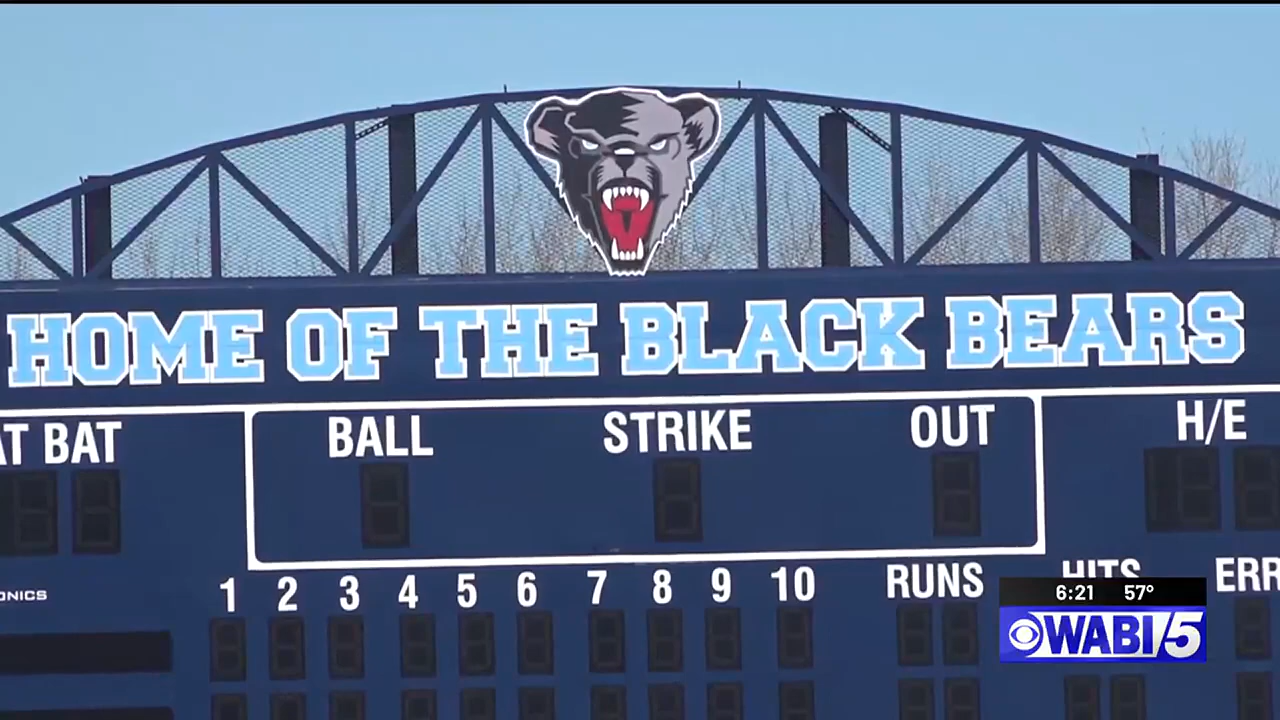 HOME OF THE BLACK BEARS
AT BAT BALL STRIKE OUT H/E
1 2 3 4 5 6 7 8 9 10 RUNS HITS
6:21 57°
WABI 5